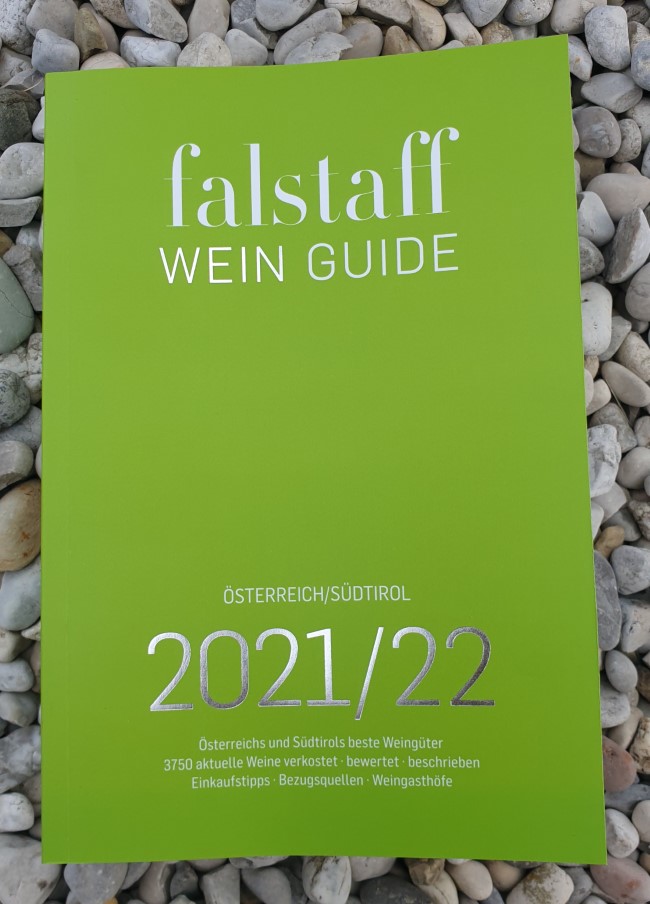 falstaff
WEIN GUIDE
ÖSTERREICH/SÜDTIROL
2021/22
Österreichs und Südtirols beste Weingüter
3750 aktuelle Weine verkostet · bewertet · beschrieben
Einkaufstipps · Bezugsquellen · Weingasthöfe